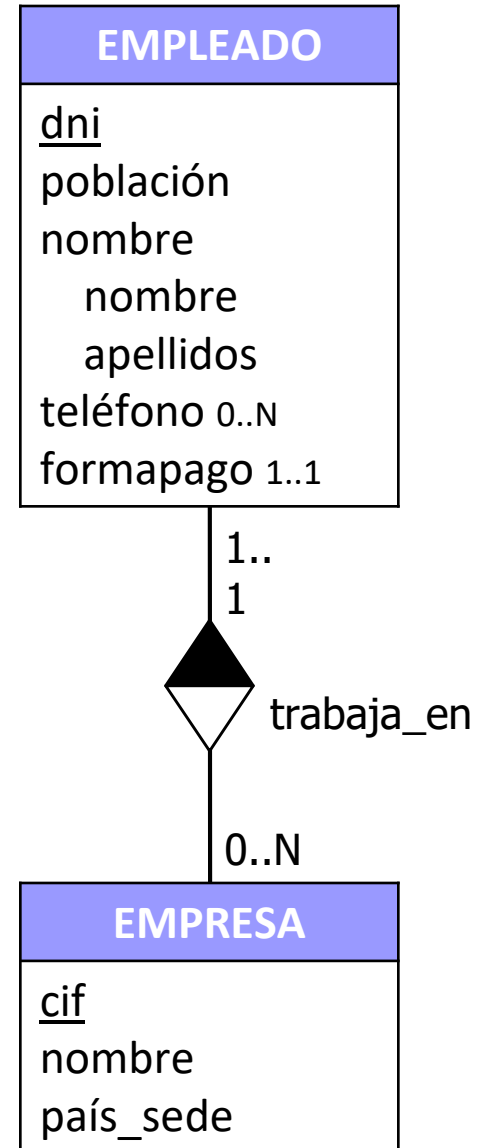 EMPLEADO
dni
población
nombre
nombre
apellidos
teléfono 0..N
formapago 1..1
1..
1
trabaja_en
0..N
EMPRESA
cif
nombre
país_sede